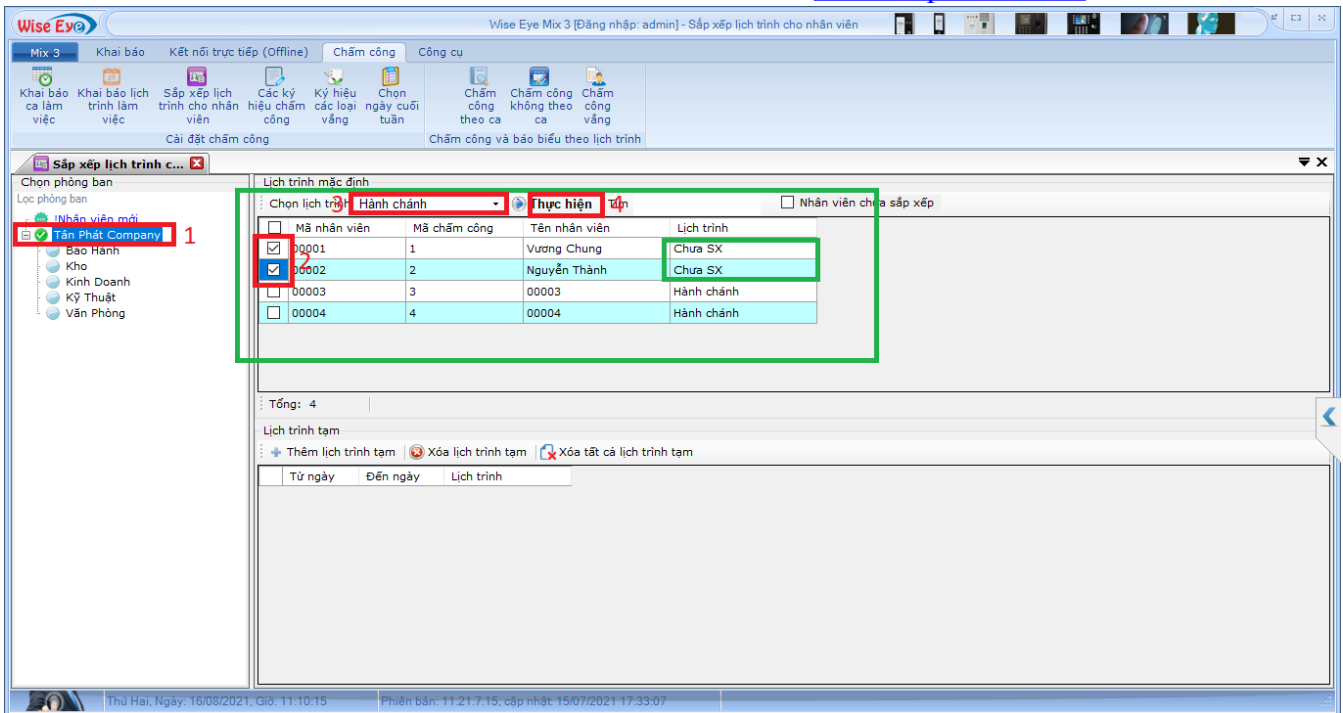 Wise Eye
Wise Eye Mix 3 [Đăng nhập: admin] - Sắp xếp lịch trình cho nhân viên
Mix 3 Khai báo Kết nối trực tiếp (Offline) Chấm công Công cụ
Khai báo ca làm việc
Khai báo lịch trình làm việc
Sắp xếp lịch trình cho nhân viên
Các ký hiệu chấm công
Ký hiệu các loại vắng
Chọn ngày cuối tuần
Chấm công theo ca
Chấm công không theo ca
Chấm công vắng
Cài đặt chấm công
Chấm công và báo biểu theo lịch trình
Sắp xếp lịch trình c...
Chọn phòng ban
Lọc phòng ban
!Nhân viên mới
Tân Phát Company 1
Bảo Hành
Kho
Kinh Doanh
Kỹ Thuật
Văn Phòng
Lịch trình mặc định
Chọn lịch trình 3 Hành chánh Thực hiện 4 Tìm Nhân viên chưa sắp xếp
Mã nhân viên Mã chấm công Tên nhân viên Lịch trình
00001 1 Vương Chung Chưa SX
2
00002 2 Nguyễn Thành Chưa SX
00003 3 00003 Hành chánh
00004 4 00004 Hành chánh
Tổng: 4
Lịch trình tạm
Thêm lịch trình tạm Xóa lịch trình tạm Xóa tất cả lịch trình tạm
Từ ngày Đến ngày Lịch trình
Thứ Hai, Ngày: 16/08/2021, Giờ: 11:10:15 Phiên bản: 11.21.7.15, cập nhật: 15/07/2021 17:33:07